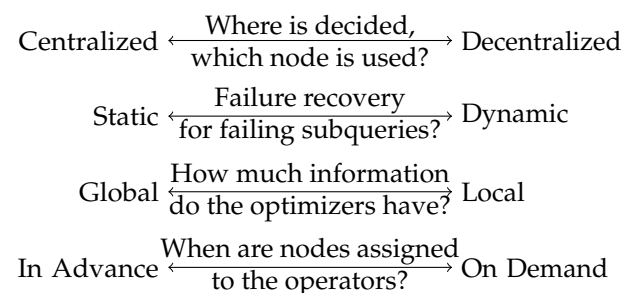 Where is decided,
Centralized Decentralized
which node is used?
Failure recovery
Static Dynamic
for failing subqueries?
How much information
Global Local
do the optimizers have?
When are nodes assigned
In Advance On Demand
to the operators?